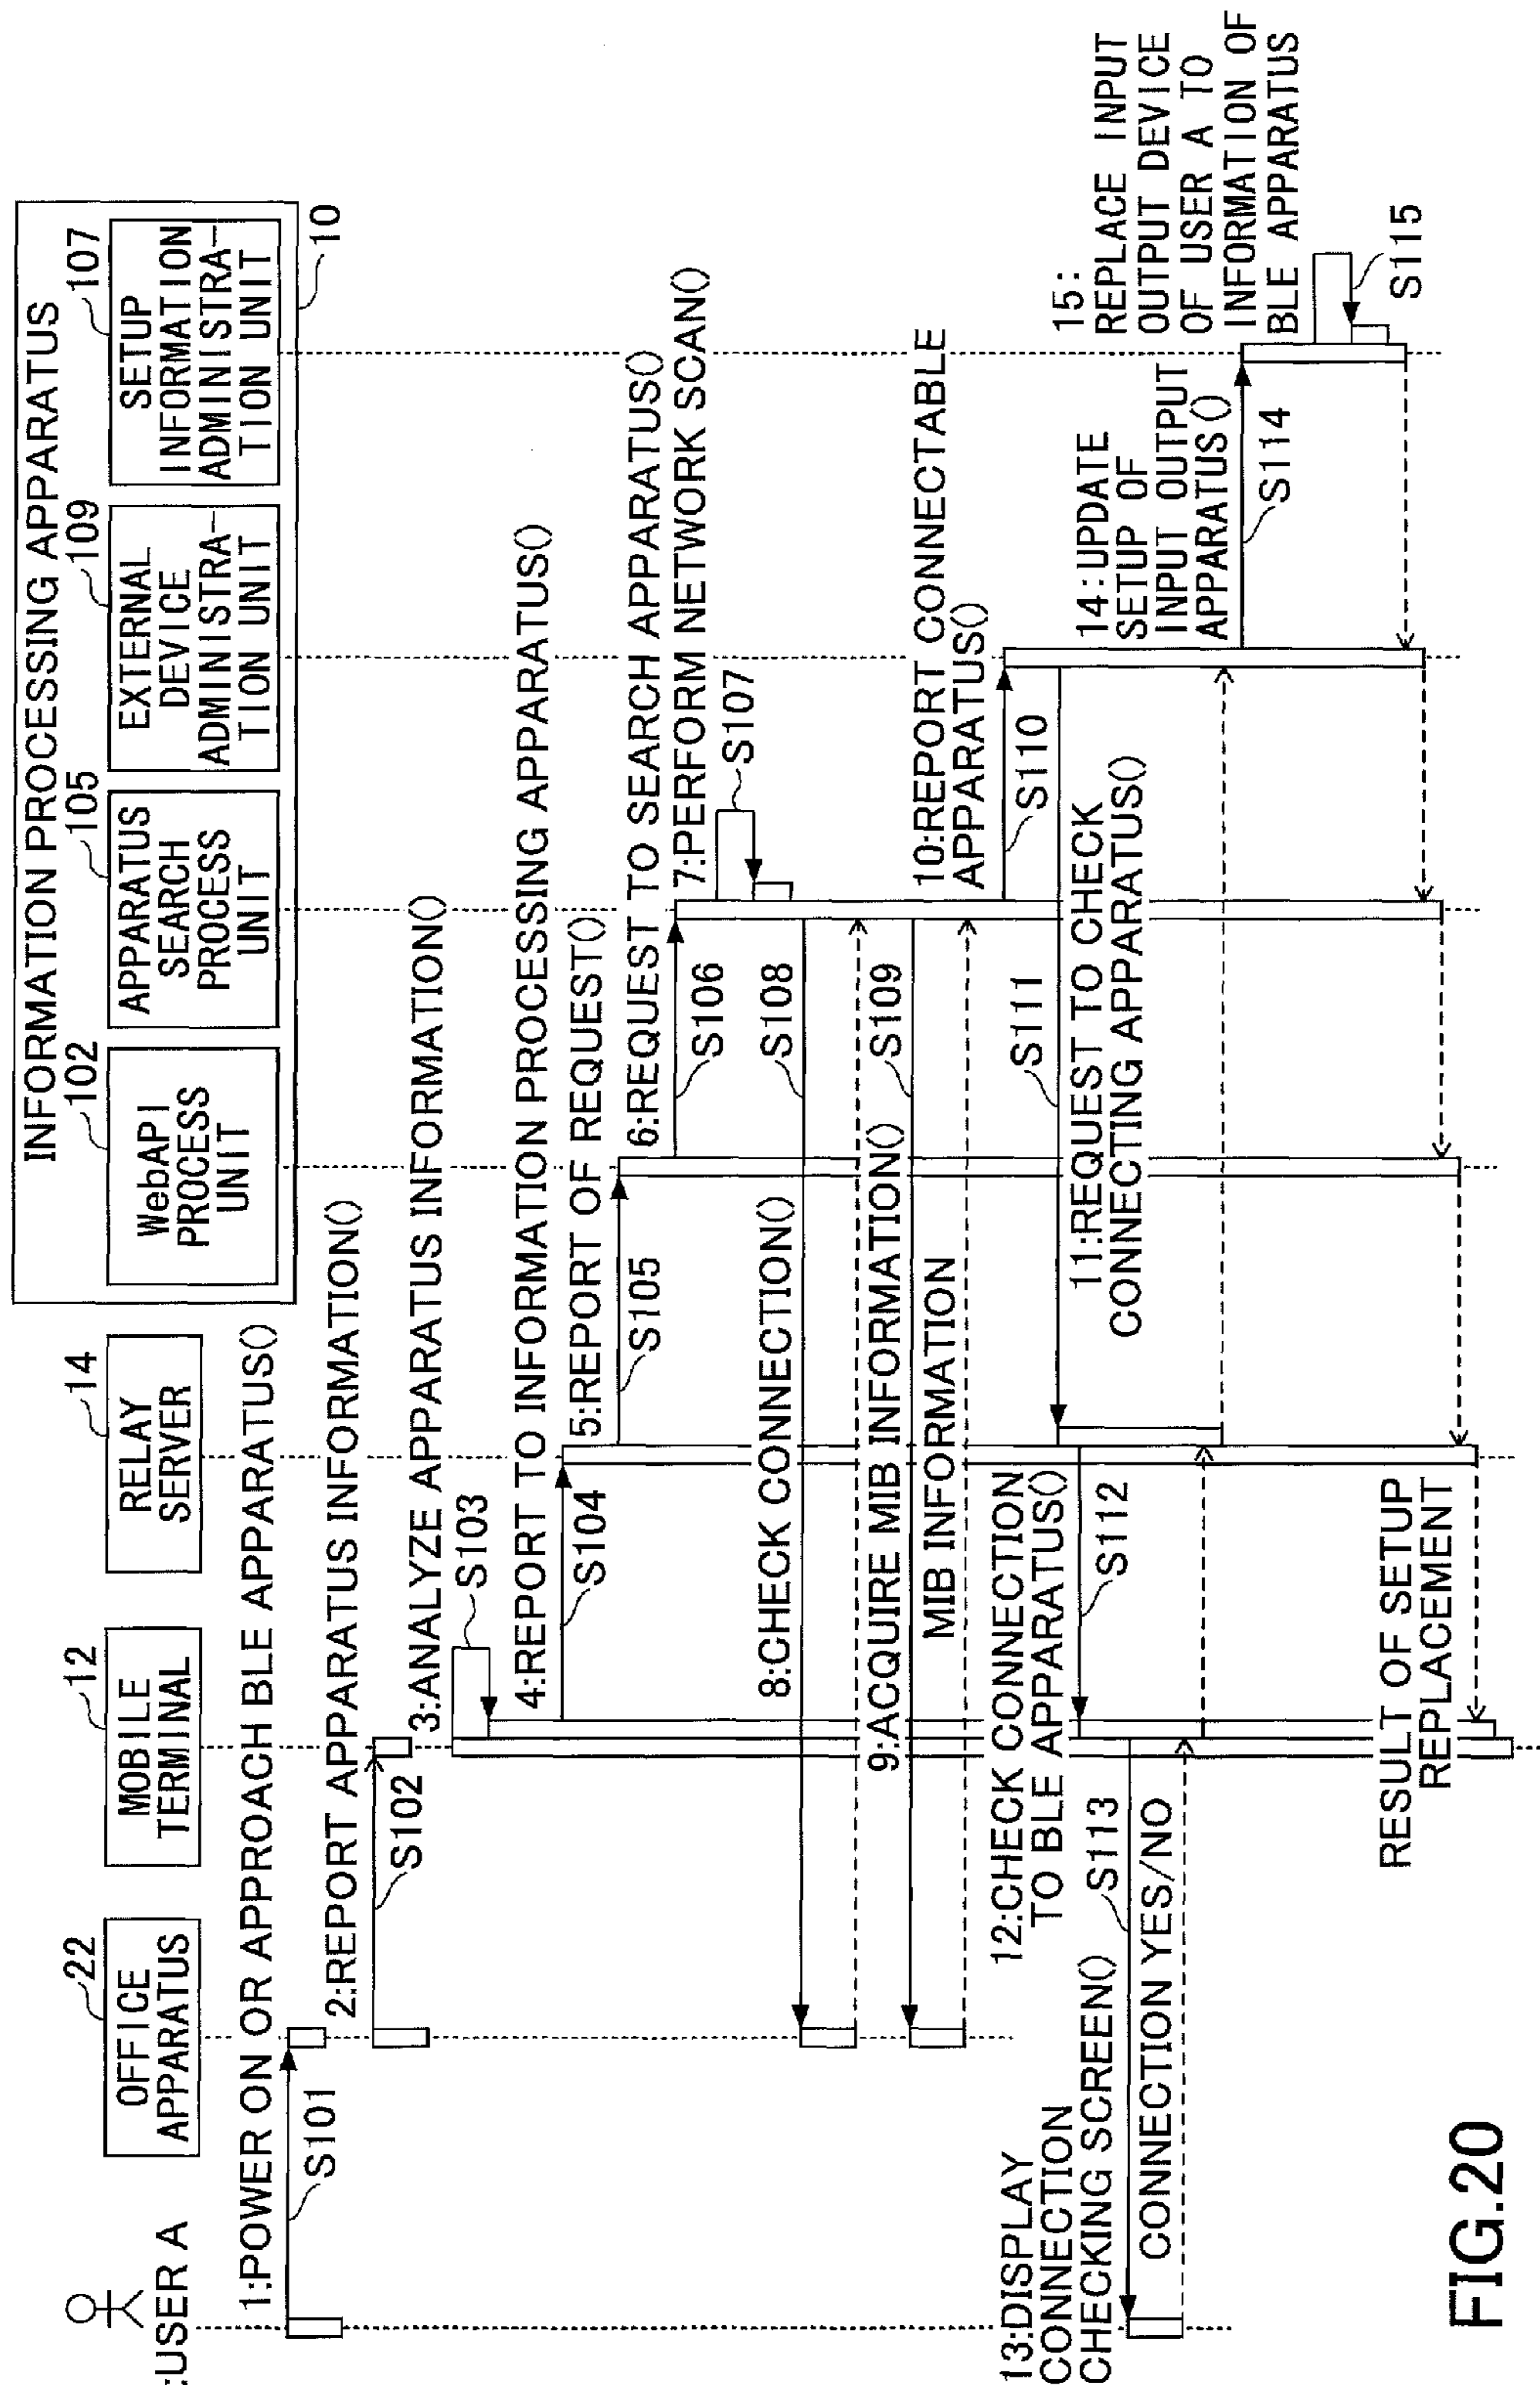 INFORMATION PROCESSING APPARATUS
:USER A
22
OFFICE
APPARATUS
12
MOBILE
TERMINAL
14
RELAY
SERVER
102
WebAPI
PROCESS
UNIT
105
APPARATUS
SEARCH
PROCESS
UNIT
109
EXTERNAL
DEVICE
ADMINISTRA-
TION UNIT
107
SETUP
INFORMATION
ADMINISTRA-
TION UNIT
10
1:POWER ON OR APPROACH BLE APPARATUS()
S101
2:REPORT APPARATUS INFORMATION()
S102
3:ANALYZE APPARATUS INFORMATION()
S103
4:REPORT TO INFORMATION PROCESSING APPARATUS()
S104
5:REPORT OF REQUEST()
S105
6:REQUEST TO SEARCH APPARATUS()
S106
7:PERFORM NETWORK SCAN()
S107
8:CHECK CONNECTION()
S108
9:ACQUIRE MIB INFORMATION()
S109
MIB INFORMATION
10:REPORT CONNECTABLE
APPARATUS()
S110
S111
11:REQUEST TO CHECK
CONNECTING APPARATUS()
12:CHECK CONNECTION
TO BLE APPARATUS()
S112
13:DISPLAY
CONNECTION
CHECKING SCREEN()
S113
CONNECTION YES/NO
14:UPDATE
SETUP OF
INPUT OUTPUT
APPARATUS()
S114
15:
REPLACE INPUT
OUTPUT DEVICE
OF USER A TO
INFORMATION OF
BLE APPARATUS
S115
RESULT OF SETUP
REPLACEMENT
FIG.20